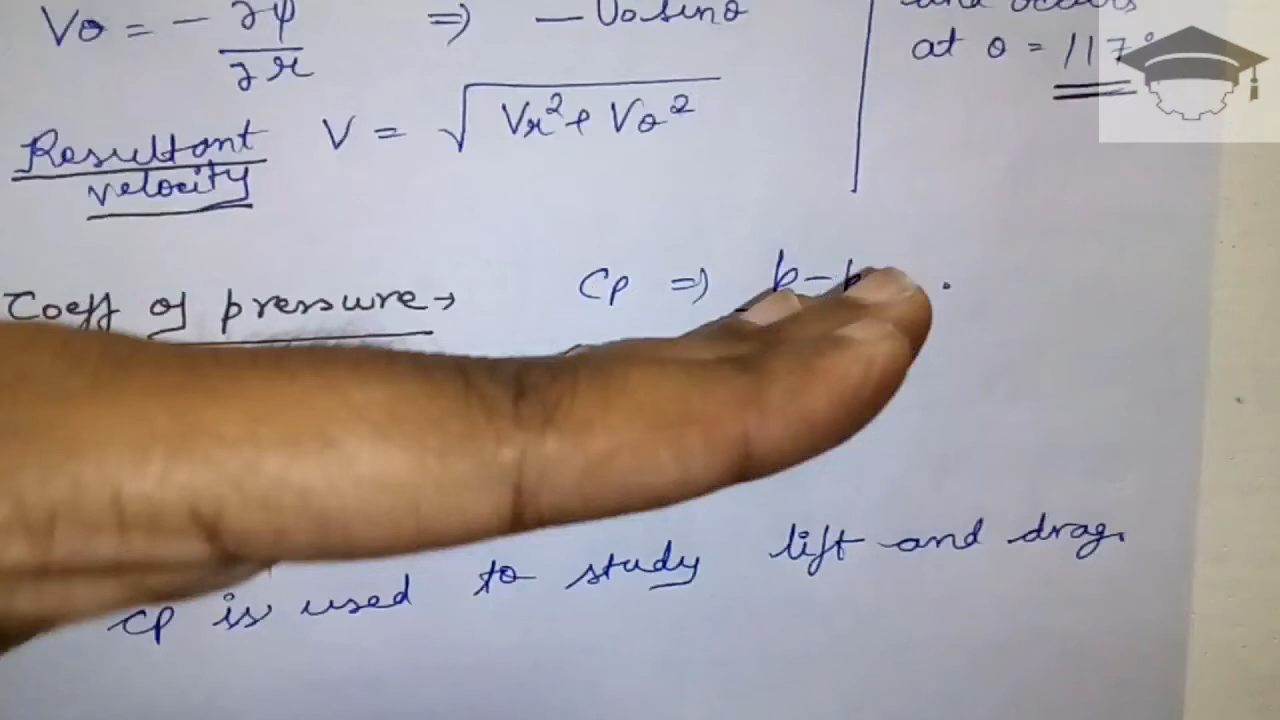 Vθ = - ∂ψ/∂r ⇒ - U₀ sinθ
at θ = 117°
Resultant velocity V = √(Vr² + Vθ²)
Coeff of pressure → Cp ⇒ p - p
Cp is used to study lift and drag.